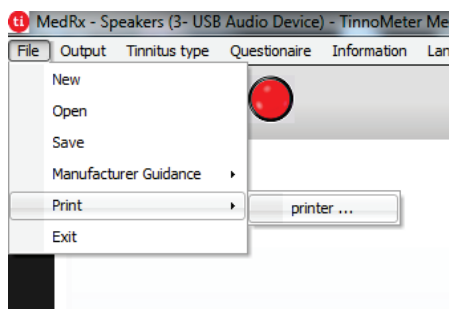 ti MedRx - Speakers (3- USB Audio Device) - TinnoMeter Me
File Output Tinnitus type Questionaire Information Lan
New
Open
Save
Manufacturer Guidance
Print
printer ...
Exit